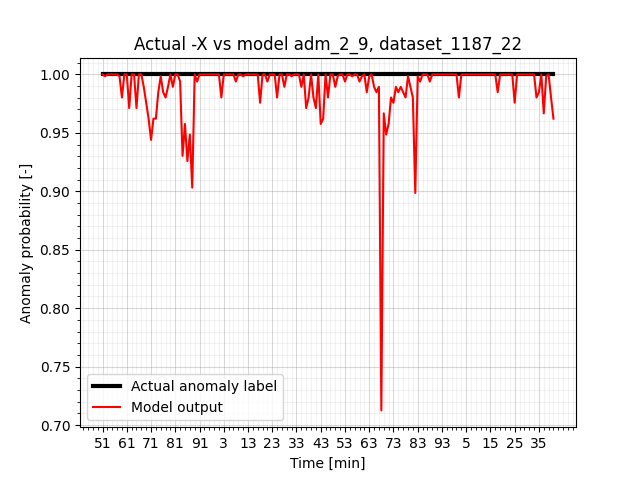 Actual -X vs model adm_2_9, dataset_1187_22
1.00
0.95
0.90
0.85
0.80
0.75
0.70
Anomaly probability [-]
Actual anomaly label
Model output
51 61 71 81 91 3 13 23 33 43 53 63 73 83 93 5 15 25 35
Time [min]